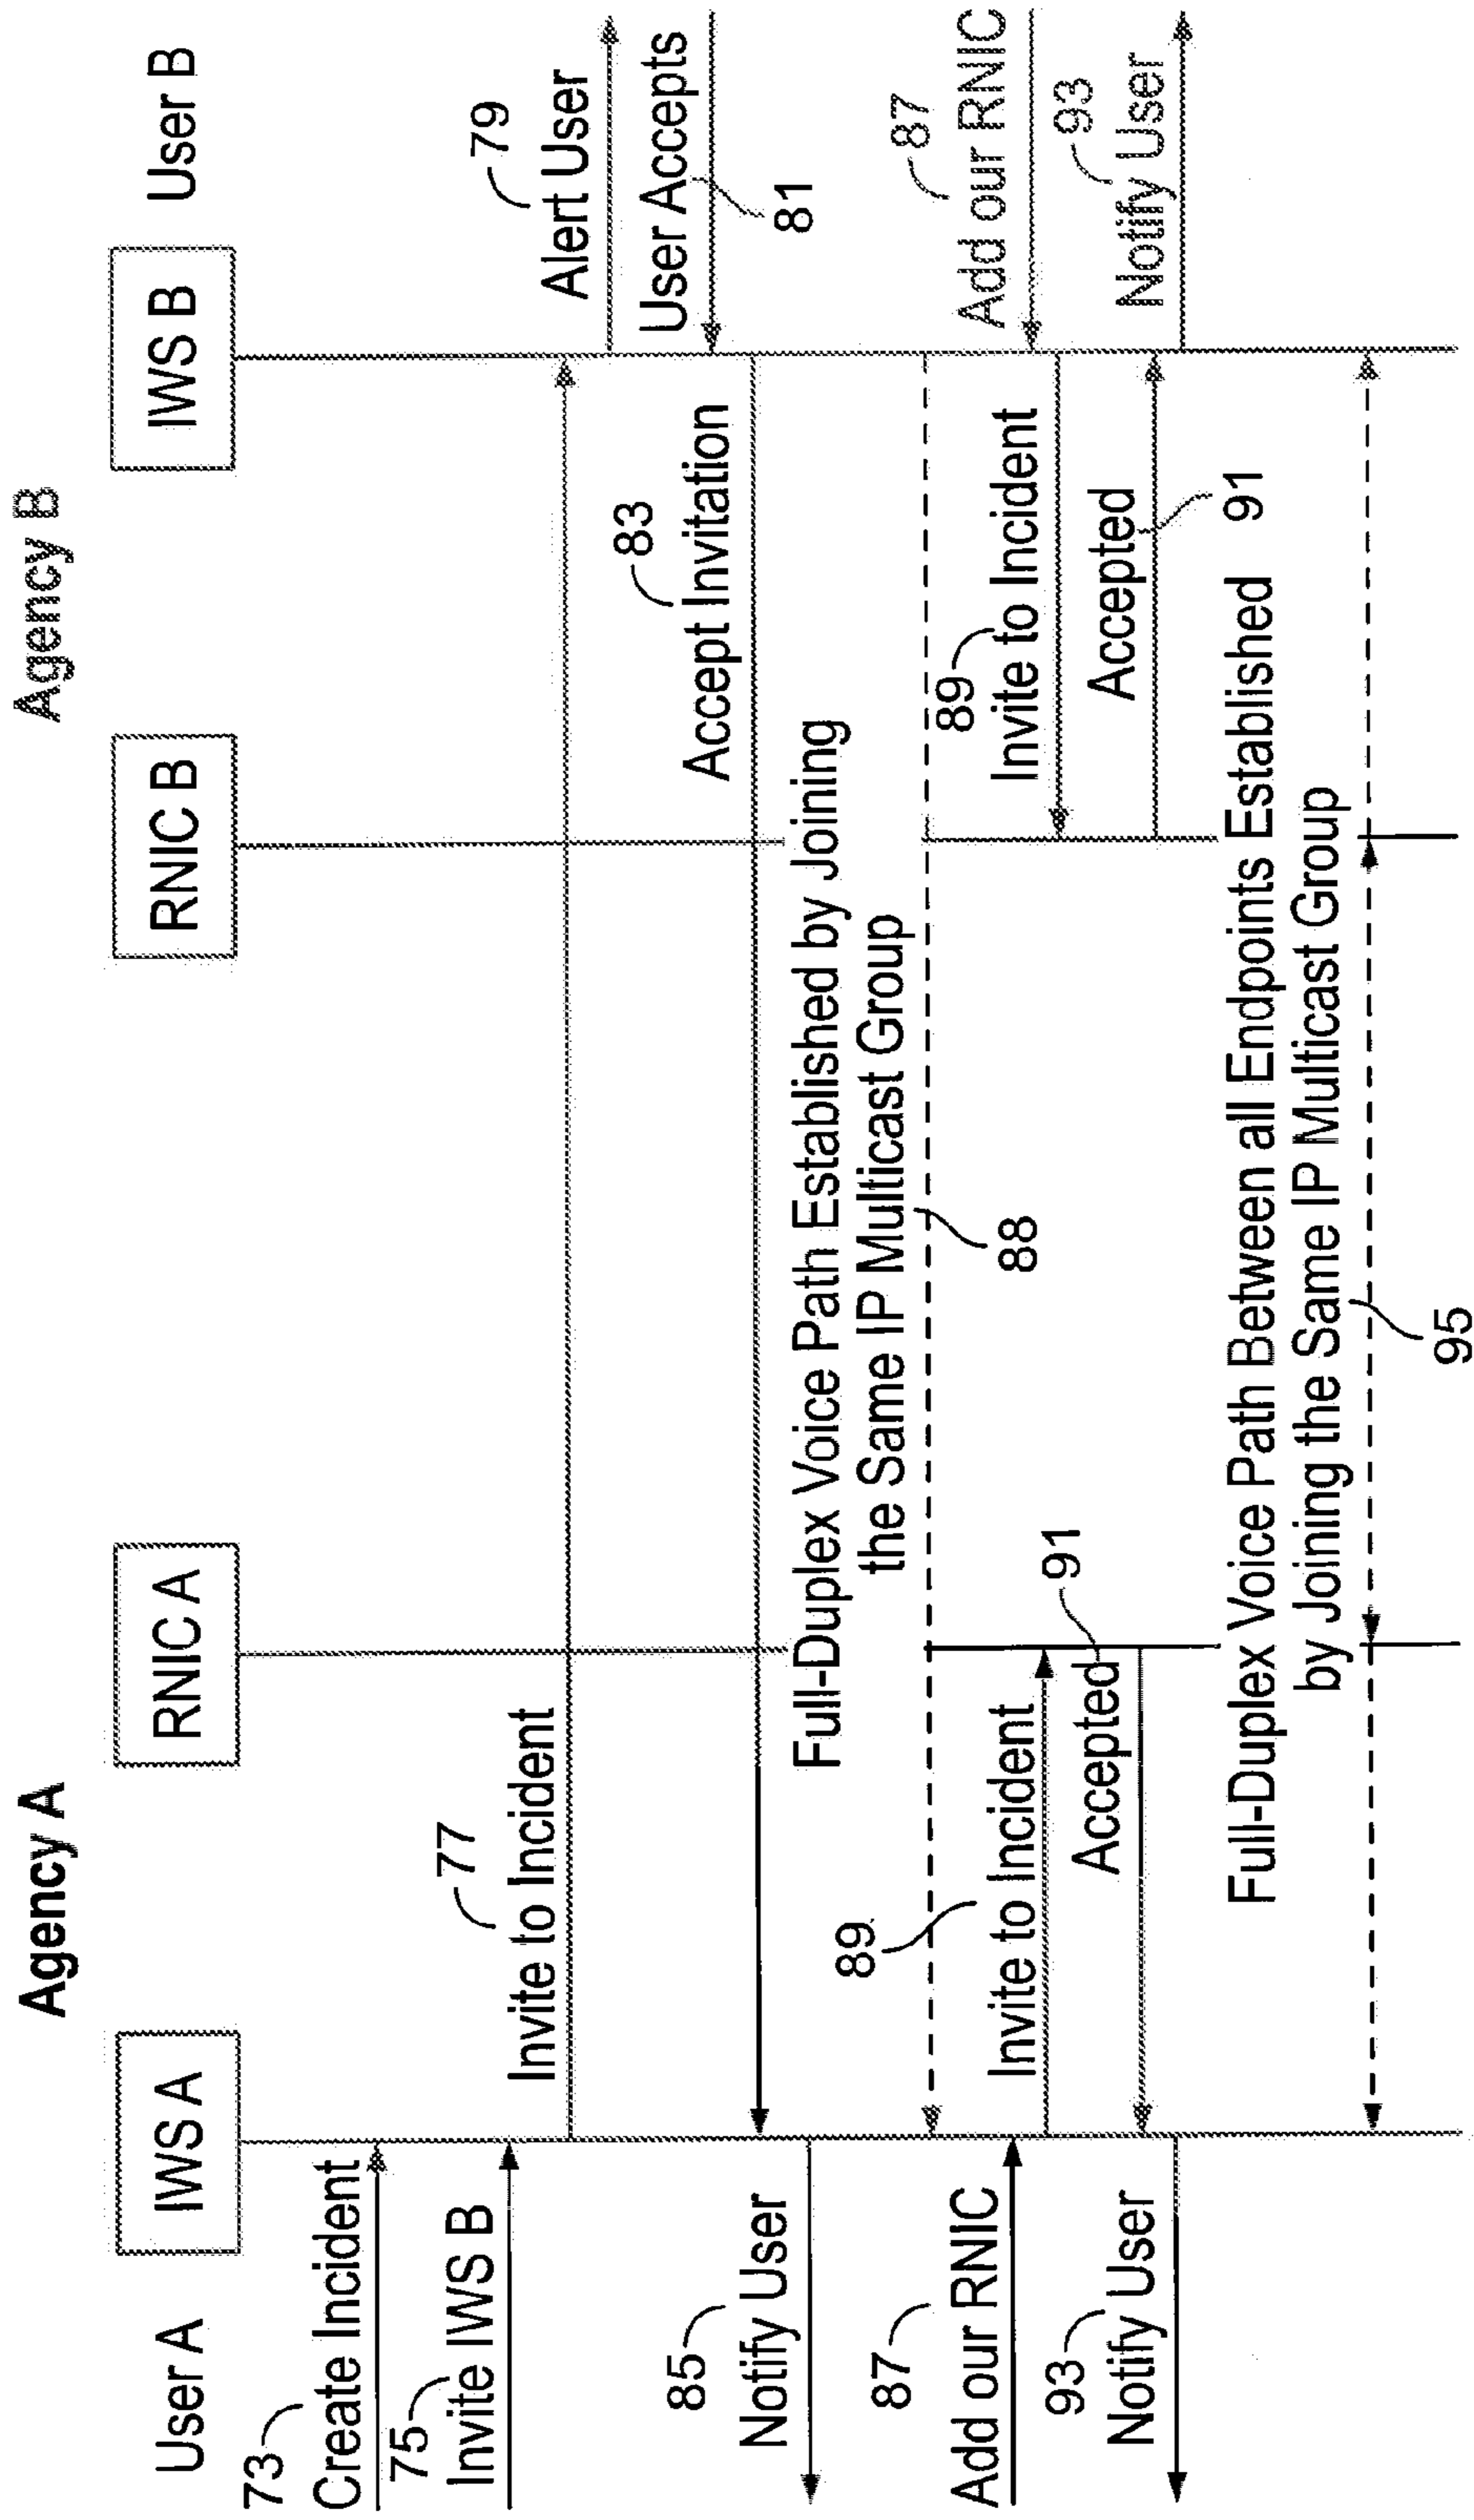 Agency A
Agency B
User A
IWS A
RNIC A
RNIC B
IWS B
User B
73
Create Incident
75
Invite IWS B
77
Invite to Incident
79
Alert User
User Accepts
81
83
Accept Invitation
85
Notify User
Full-Duplex Voice Path Established by Joining
the Same IP Multicast Group
88
87
Add our RNIC
87
Add our RNIC
89
Invite to Incident
89
Invite to Incident
91
Accepted
Accepted
91
93
Notify User
93
Notify User
Full-Duplex Voice Path Between all Endpoints Established
by Joining the Same IP Multicast Group
95